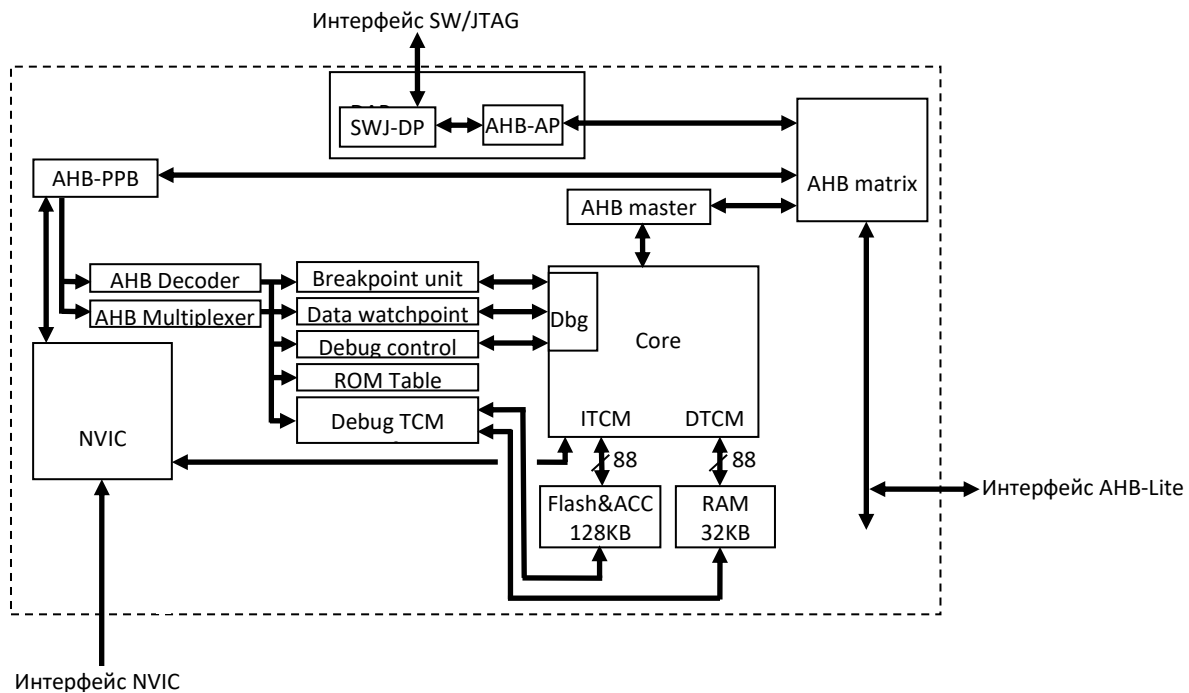 Интерфейс SW/JTAG
SWJ-DP
AHB-AP
AHB-PPB
AHB matrix
AHB master
AHB Decoder
AHB Multiplexer
Breakpoint unit
Data watchpoint
Debug control
ROM Table
Debug TCM
Dbg
Core
ITCM
DTCM
NVIC
88
88
Flash&ACC
128KB
RAM
32KB
Интерфейс AHB-Lite
Интерфейс NVIC